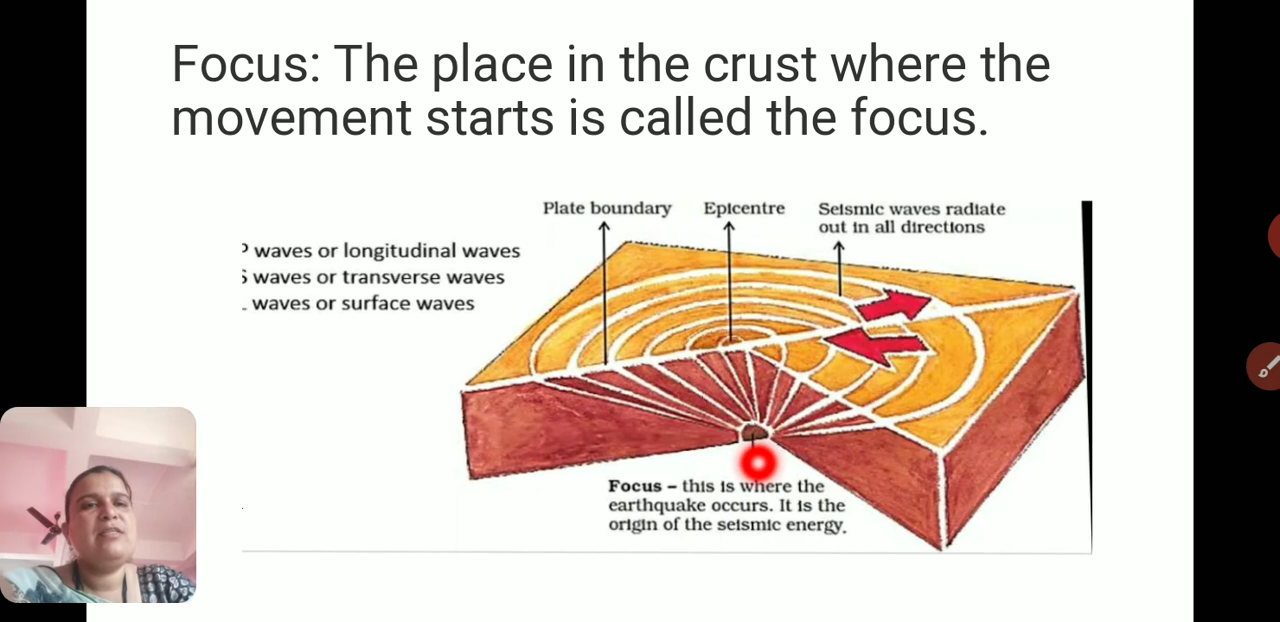 Focus: The place in the crust where the
movement starts is called the focus.
Plate boundary
Epicentre
Seismic waves radiate
out in all directions
waves or longitudinal waves
waves or transverse waves
waves or surface waves
Focus – this is where the
earthquake occurs. It is the
origin of the seismic energy.